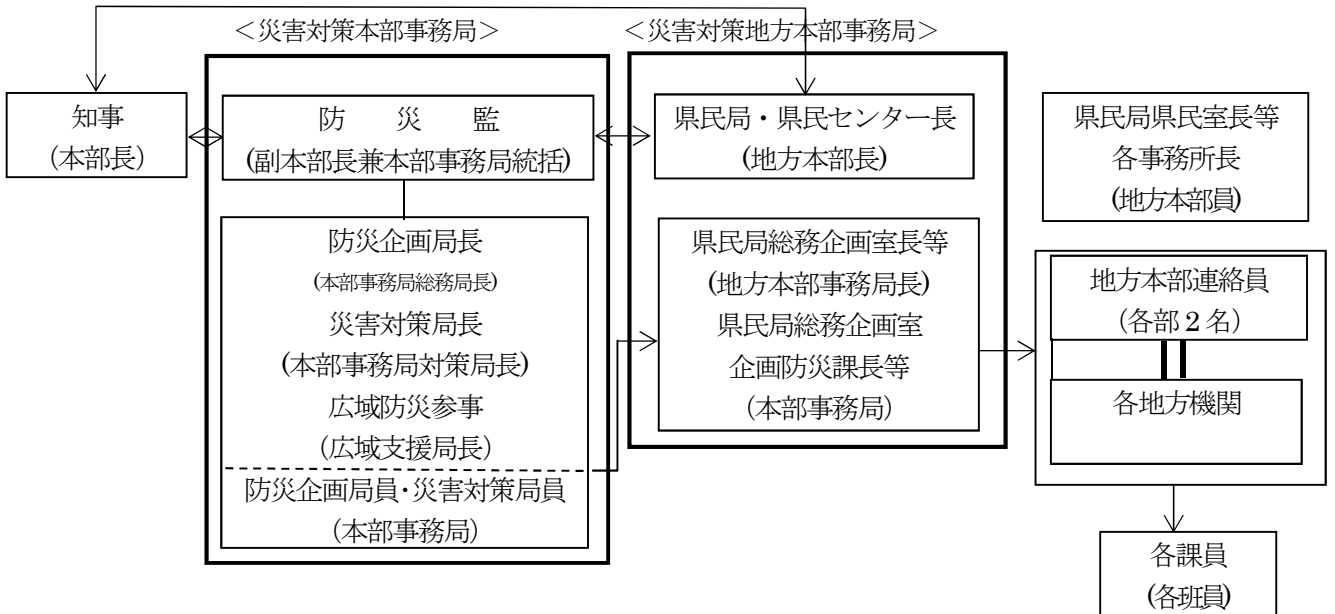 ＜災害対策本部事務局＞
＜災害対策地方本部事務局＞
知事
(本部長)
防　災　監
(副本部長兼本部事務局統括)
県民局・県民センター長
(地方本部長)
県民局県民室長等
各事務所長
(地方本部員)
防災企画局長
(本部事務局総務局長)
災害対策局長
(本部事務局対策局長)
広域防災参事
(広域支援局長)
防災企画局員・災害対策局員
(本部事務局)
県民局総務企画室長等
(地方本部事務局長)
県民局総務企画室
企画防災課長等
(本部事務局)
地方本部連絡員
(各部２名)
各地方機関
各課員
(各班員)